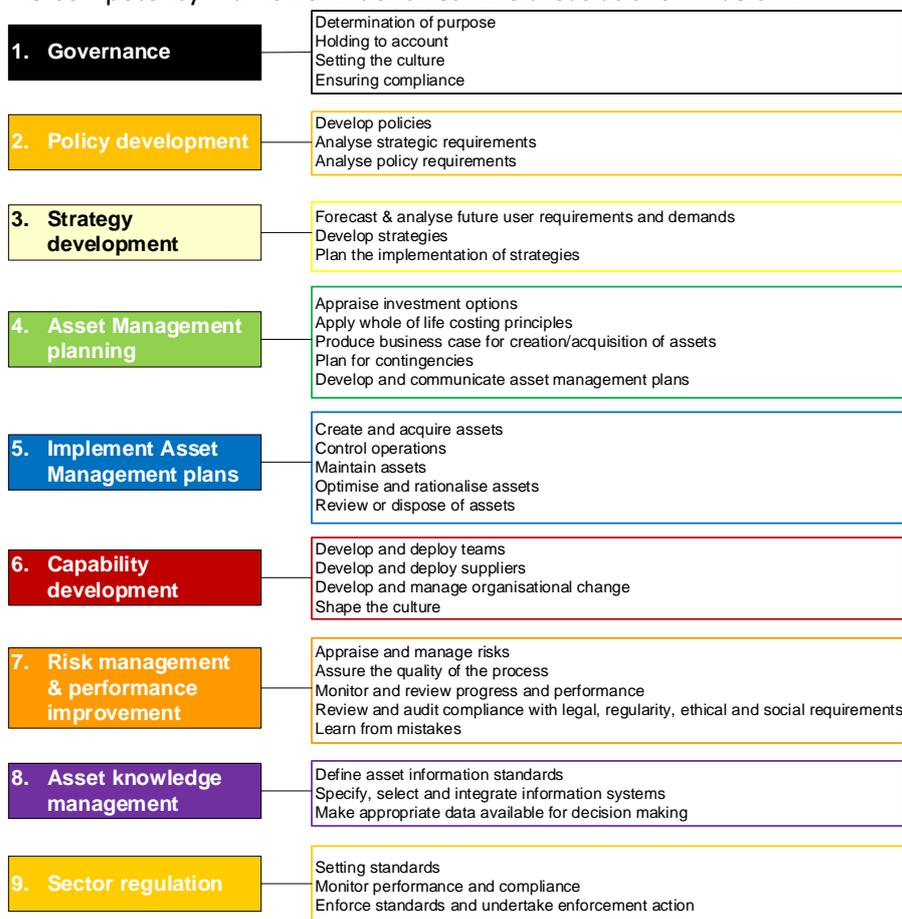 1. Governance
Determination of purpose
Holding to account
Setting the culture
Ensuring compliance
2. Policy development
Develop policies
Analyse strategic requirements
Analyse policy requirements
3. Strategy
development
Forecast & analyse future user requirements and demands
Develop strategies
Plan the implementation of strategies
4. Asset Management
planning
Appraise investment options
Apply whole of life costing principles
Produce business case for creation/acquisition of assets
Plan for contingencies
Develop and communicate asset management plans
5. Implement Asset
Management plans
Create and acquire assets
Control operations
Maintain assets
Optimise and rationalise assets
Review or dispose of assets
6. Capability
development
Develop and deploy teams
Develop and deploy suppliers
Develop and manage organisational change
Shape the culture
7. Risk management
& performance
improvement
Appraise and manage risks
Assure the quality of the process
Monitor and review progress and performance
Review and audit compliance with legal, regularity, ethical and social requirements
Learn from mistakes
8. Asset knowledge
management
Define asset information standards
Specify, select and integrate information systems
Make appropriate data available for decision making
9. Sector regulation
Setting standards
Monitor performance and compliance
Enforce standards and undertake enforcement action